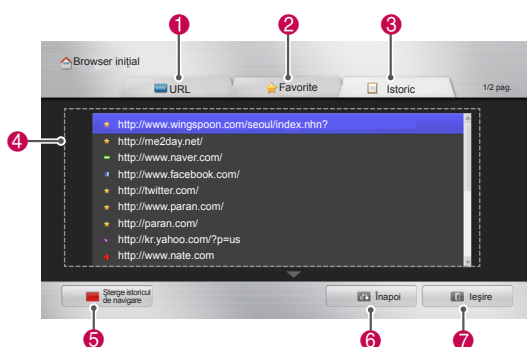 1 2 3
Browser inițial
URL Favorite Istoric 1/2 pag.
4
http://www.wingspoon.com/seoul/index.nhn?
http://me2day.net/
http://www.naver.com/
http://www.facebook.com/
http://twitter.com/
http://www.paran.com/
http://paran.com/
http://kr.yahoo.com/?p=us
http://www.nate.com
Şterge istoricul
de navigare
Înapoi Ieşire
5 6 7